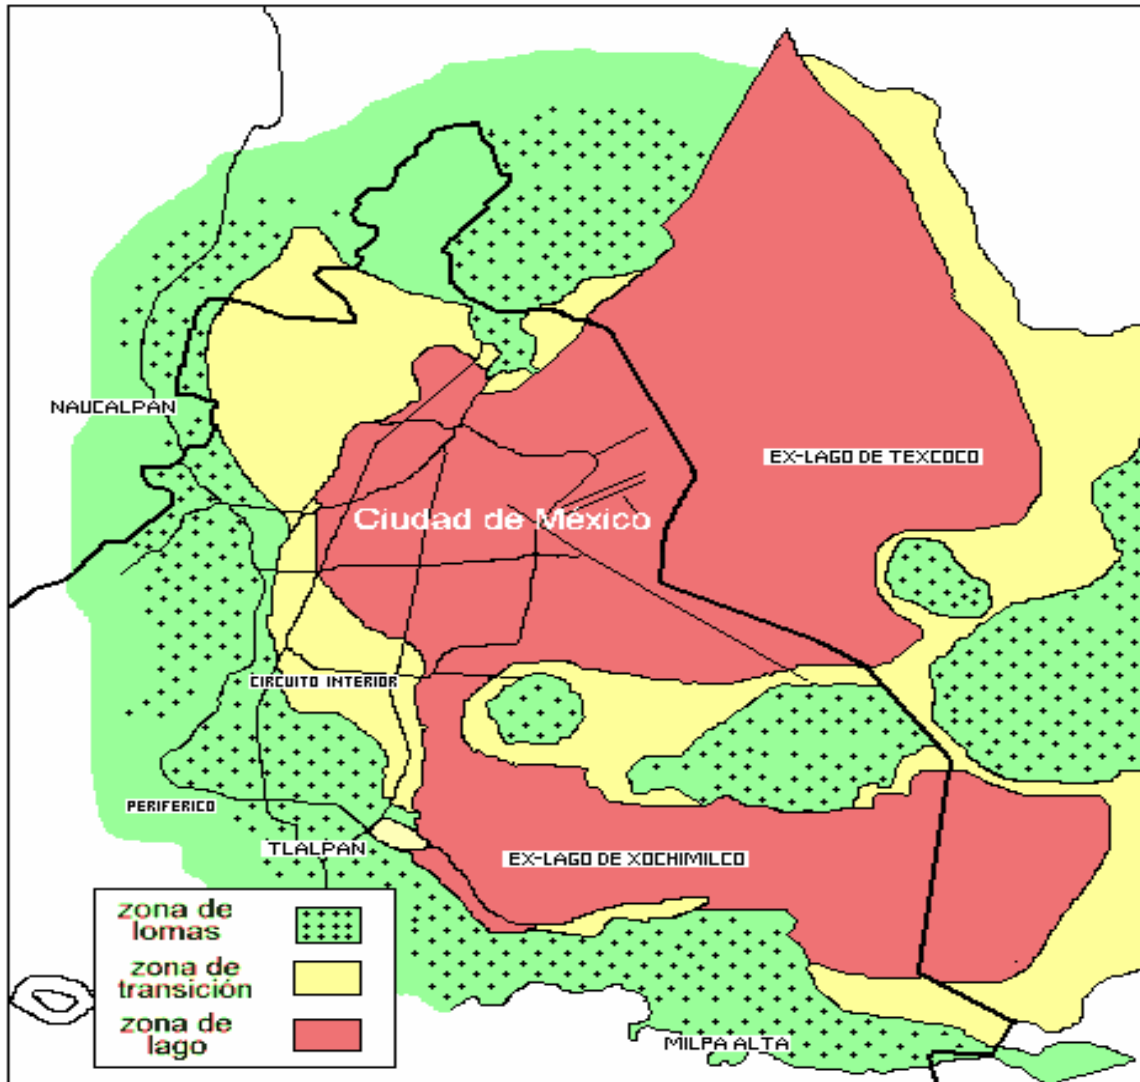 NAUCALPAN
EX-LAGO DE TEXCOCO
Ciudad de México
CIRCUITO INTERIOR
PERIFERICO
TLALPAN
EX-LAGO DE XOCHIMILCO
zona de
lomas
zona de
transición
zona de
lago
MILPA ALTA